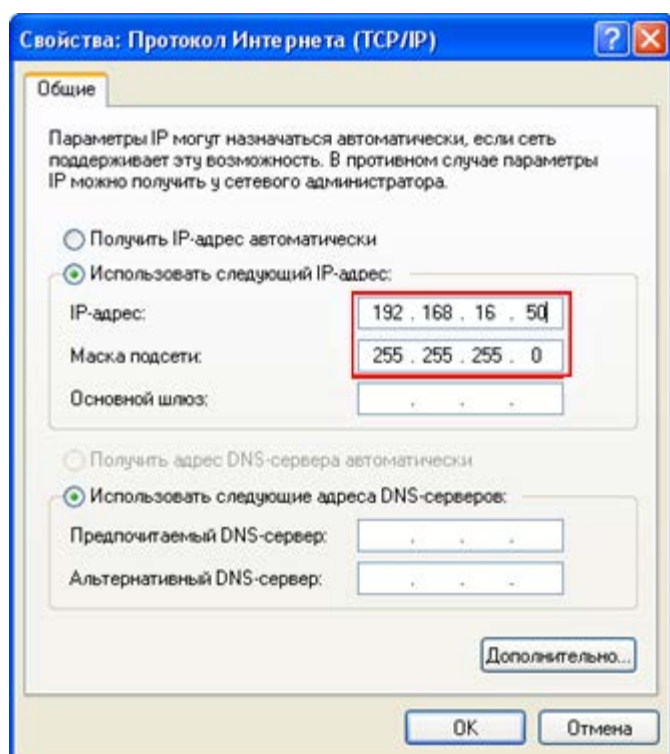 Свойства: Протокол Интернета (TCP/IP)
Общие
Параметры IP могут назначаться автоматически, если сеть
поддерживает эту возможность. В противном случае параметры
IP можно получить у сетевого администратора.
Получить IP-адрес автоматически
Использовать следующий IP-адрес:
IP-адрес: 192 . 168 . 16 . 50
Маска подсети: 255 . 255 . 255 . 0
Основной шлюз: . . .
Получить адрес DNS-сервера автоматически
Использовать следующие адреса DNS-серверов:
Предпочитаемый DNS-сервер: . . .
Альтернативный DNS-сервер: . . .
Дополнительно...
OK Отмена